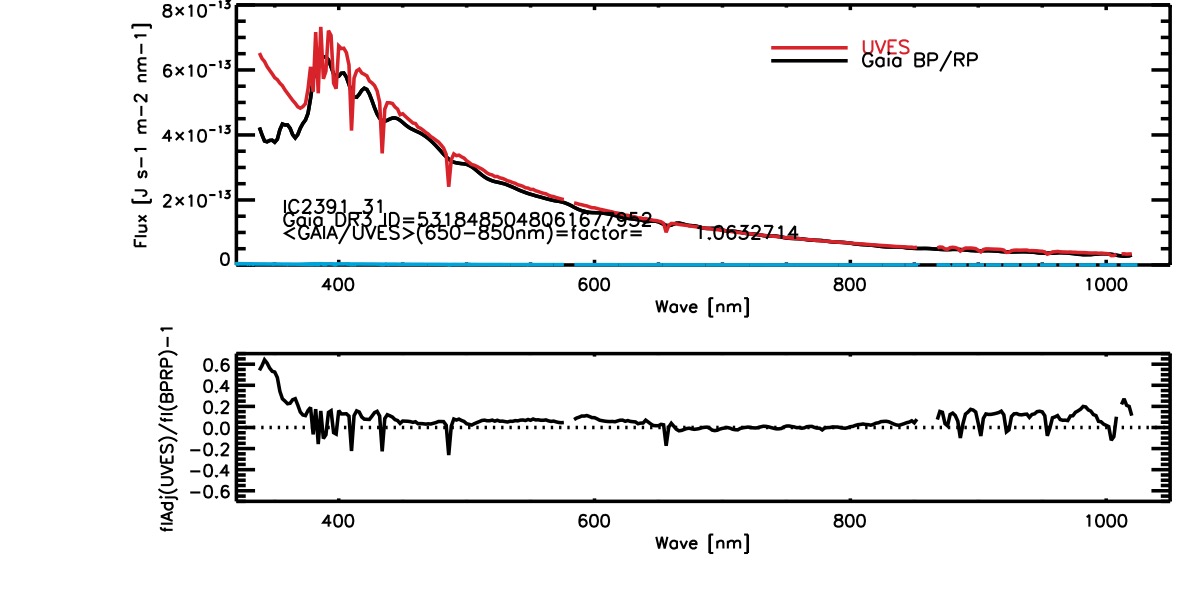 8×10−13
6×10−13
4×10−13
2×10−13
0
Flux [J s−1 m−2 nm−1]
UVES
Gaia BP/RP
IC2391_31
Gaia DR3 ID=5318485048061677952
<GAIA/UVES>(650−850nm)=factor= 1.0632714
400 600 800 1000
Wave [nm]
flAdj(UVES)/fl(BPRP)−1
0.6
0.4
0.2
0.0
−0.2
−0.4
−0.6
400 600 800 1000
Wave [nm]